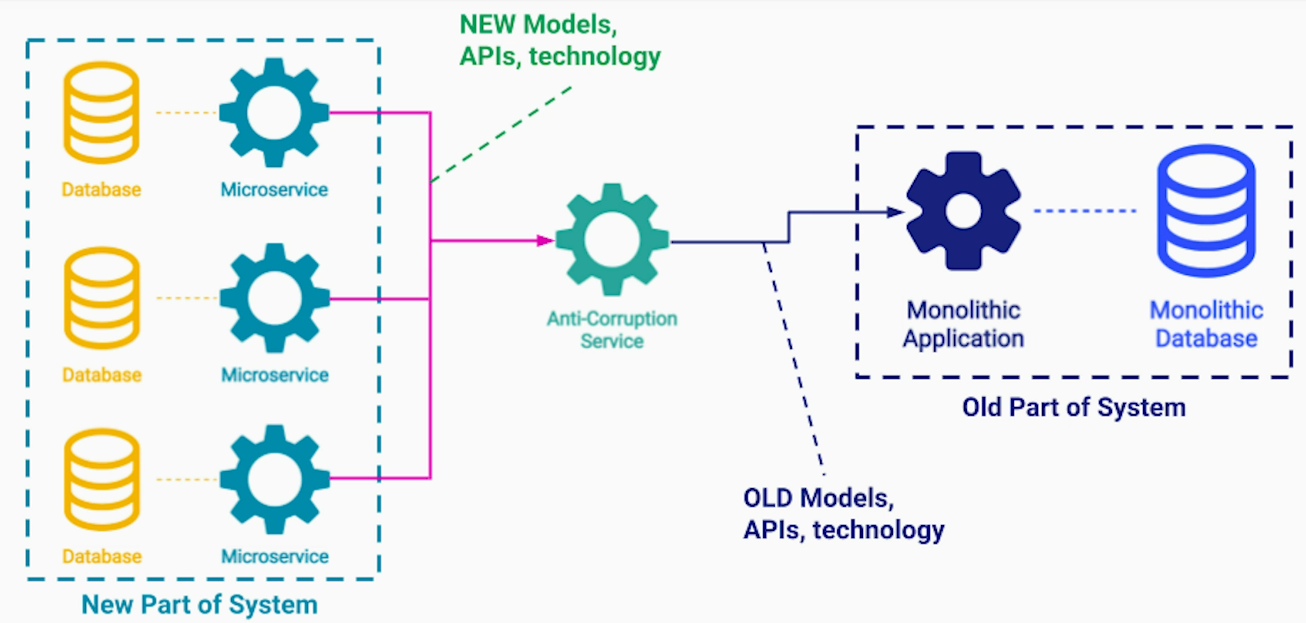 NEW Models,
APIs, technology
Database
Microservice
Database
Microservice
Database
Microservice
New Part of System
Anti-Corruption
Service
Monolithic
Application
Monolithic
Database
Old Part of System
OLD Models,
APIs, technology